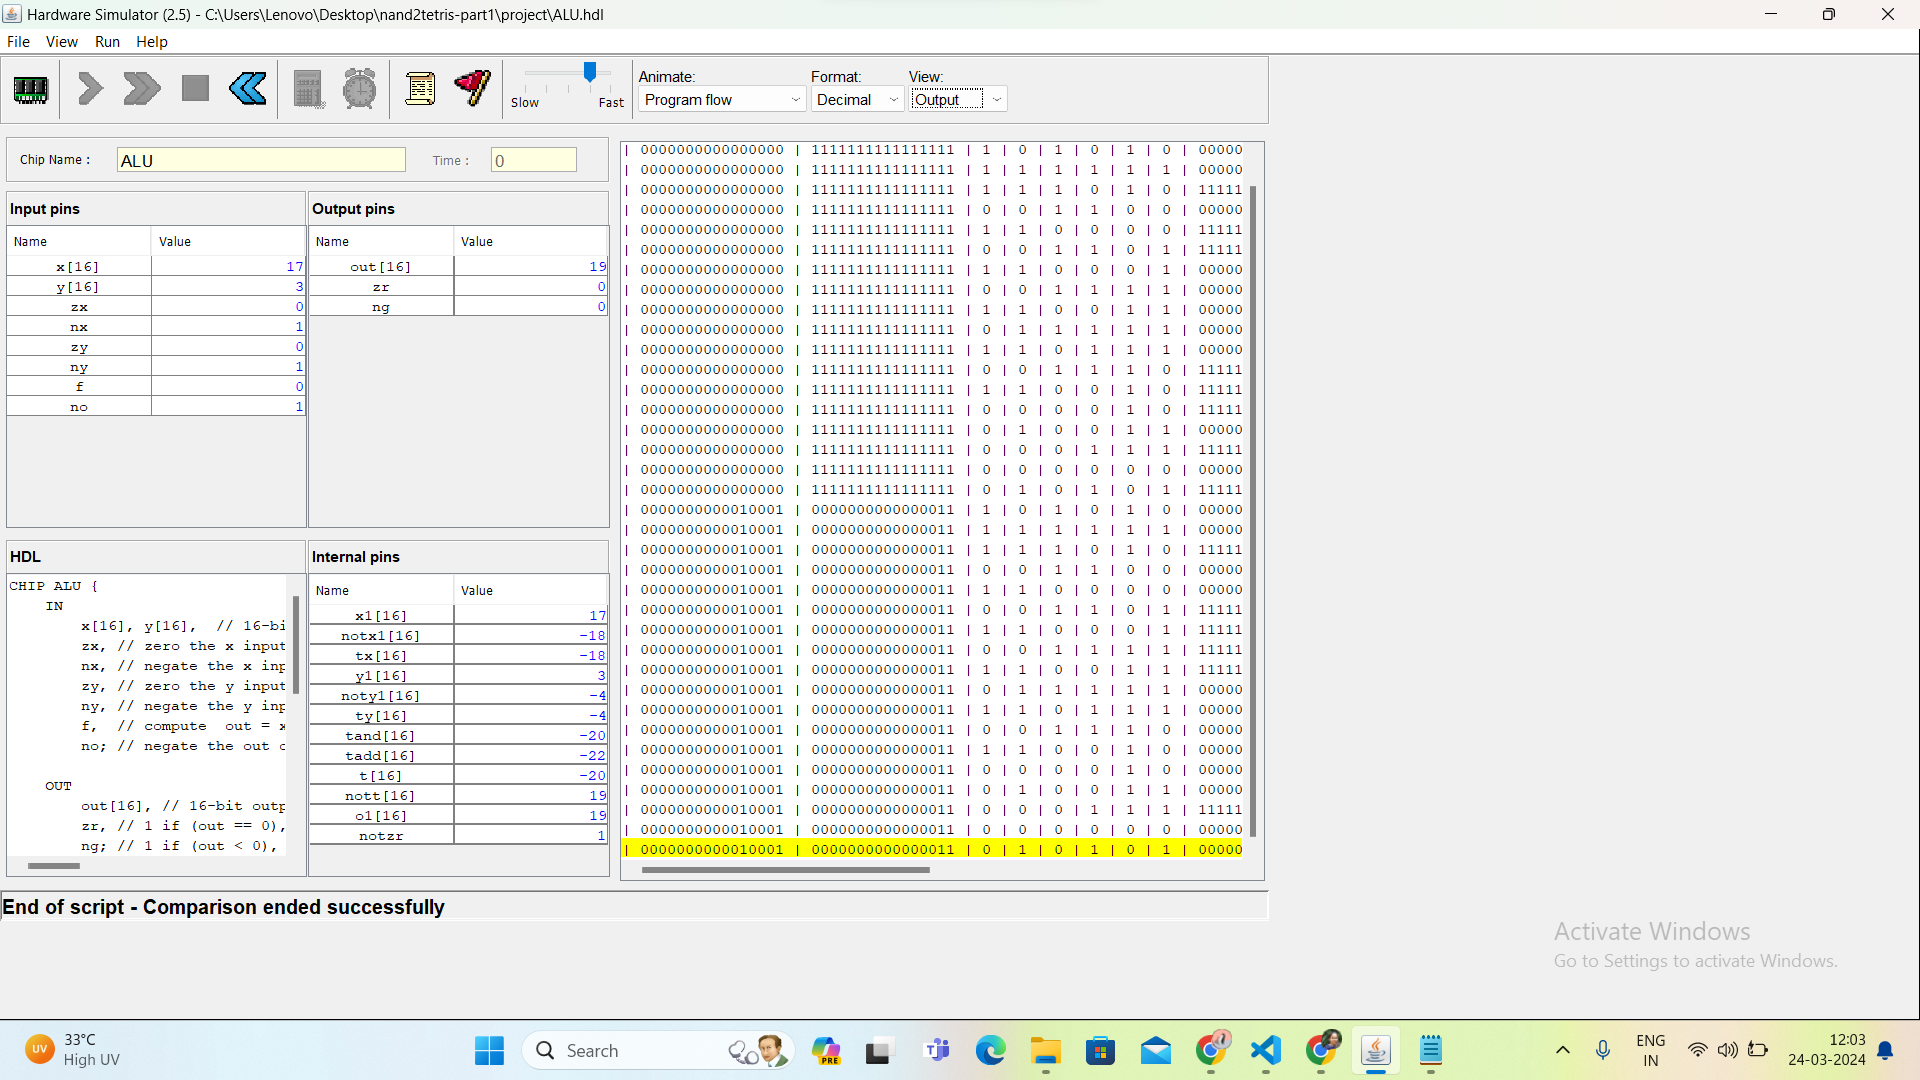 Hardware Simulator (2.5) - C:\Users\Lenovo\Desktop\nand2tetris-part1\project\ALU.hdl
File View Run Help
Slow Fast
Animate: Format: View:
Program flow Decimal Output
Chip Name : ALU Time : 0
Input pins
Name Value
x[16] 17
y[16] 3
zx 0
nx 1
zy 0
ny 1
f 0
no 1
Output pins
Name Value
out[16] 19
zr 0
ng 0
HDL
CHIP ALU {
IN
x[16], y[16], // 16-bi
zx, // zero the x input
nx, // negate the x inp
zy, // zero the y input
ny, // negate the y inp
f, // compute out = x
no; // negate the out o
OUT
out[16], // 16-bit outp
zr, // 1 if (out == 0),
ng; // 1 if (out < 0),
Internal pins
Name Value
x1[16] 17
notx1[16] -18
tx[16] -18
y1[16] 3
noty1[16] -4
ty[16] -4
tand[16] -20
tadd[16] -22
t[16] -20
nott[16] 19
o1[16] 19
notzr 1
| 0000000000000000 | 1111111111111111 | 1 | 0 | 1 | 0 | 1 | 0 | 00000
| 0000000000000000 | 1111111111111111 | 1 | 1 | 1 | 1 | 1 | 1 | 00000
| 0000000000000000 | 1111111111111111 | 1 | 1 | 1 | 0 | 1 | 0 | 11111
| 0000000000000000 | 1111111111111111 | 0 | 0 | 1 | 1 | 0 | 0 | 00000
| 0000000000000000 | 1111111111111111 | 1 | 1 | 0 | 0 | 0 | 0 | 11111
| 0000000000000000 | 1111111111111111 | 0 | 0 | 1 | 1 | 0 | 1 | 11111
| 0000000000000000 | 1111111111111111 | 1 | 1 | 0 | 0 | 0 | 1 | 00000
| 0000000000000000 | 1111111111111111 | 0 | 0 | 1 | 1 | 1 | 1 | 00000
| 0000000000000000 | 1111111111111111 | 1 | 1 | 0 | 0 | 1 | 1 | 00000
| 0000000000000000 | 1111111111111111 | 0 | 1 | 1 | 1 | 1 | 1 | 00000
| 0000000000000000 | 1111111111111111 | 1 | 1 | 0 | 1 | 1 | 1 | 00000
| 0000000000000000 | 1111111111111111 | 0 | 0 | 1 | 1 | 1 | 0 | 11111
| 0000000000000000 | 1111111111111111 | 1 | 1 | 0 | 0 | 1 | 0 | 11111
| 0000000000000000 | 1111111111111111 | 0 | 0 | 0 | 0 | 1 | 0 | 11111
| 0000000000000000 | 1111111111111111 | 0 | 1 | 0 | 0 | 1 | 1 | 00000
| 0000000000000000 | 1111111111111111 | 0 | 0 | 0 | 1 | 1 | 1 | 11111
| 0000000000000000 | 1111111111111111 | 0 | 0 | 0 | 0 | 0 | 0 | 00000
| 0000000000000000 | 1111111111111111 | 0 | 1 | 0 | 1 | 0 | 1 | 11111
| 0000000000010001 | 0000000000000011 | 1 | 0 | 1 | 0 | 1 | 0 | 00000
| 0000000000010001 | 0000000000000011 | 1 | 1 | 1 | 1 | 1 | 1 | 00000
| 0000000000010001 | 0000000000000011 | 1 | 1 | 1 | 0 | 1 | 0 | 11111
| 0000000000010001 | 0000000000000011 | 0 | 0 | 1 | 1 | 0 | 0 | 00000
| 0000000000010001 | 0000000000000011 | 1 | 1 | 0 | 0 | 0 | 0 | 00000
| 0000000000010001 | 0000000000000011 | 0 | 0 | 1 | 1 | 0 | 1 | 11111
| 0000000000010001 | 0000000000000011 | 1 | 1 | 0 | 0 | 0 | 1 | 11111
| 0000000000010001 | 0000000000000011 | 0 | 0 | 1 | 1 | 1 | 1 | 11111
| 0000000000010001 | 0000000000000011 | 1 | 1 | 0 | 0 | 1 | 1 | 11111
| 0000000000010001 | 0000000000000011 | 0 | 1 | 1 | 1 | 1 | 1 | 00000
| 0000000000010001 | 0000000000000011 | 1 | 1 | 0 | 1 | 1 | 1 | 00000
| 0000000000010001 | 0000000000000011 | 0 | 0 | 1 | 1 | 1 | 0 | 00000
| 0000000000010001 | 0000000000000011 | 1 | 1 | 0 | 0 | 1 | 0 | 00000
| 0000000000010001 | 0000000000000011 | 0 | 0 | 0 | 0 | 1 | 0 | 00000
| 0000000000010001 | 0000000000000011 | 0 | 1 | 0 | 0 | 1 | 1 | 00000
| 0000000000010001 | 0000000000000011 | 0 | 0 | 0 | 1 | 1 | 1 | 11111
| 0000000000010001 | 0000000000000011 | 0 | 0 | 0 | 0 | 0 | 0 | 00000
| 0000000000010001 | 0000000000000011 | 0 | 1 | 0 | 1 | 0 | 1 | 00000
End of script - Comparison ended successfully
Activate Windows
Go to Settings to activate Windows.
UV
33°C
High UV
Search
PRE
ENG
IN
12:03
24-03-2024